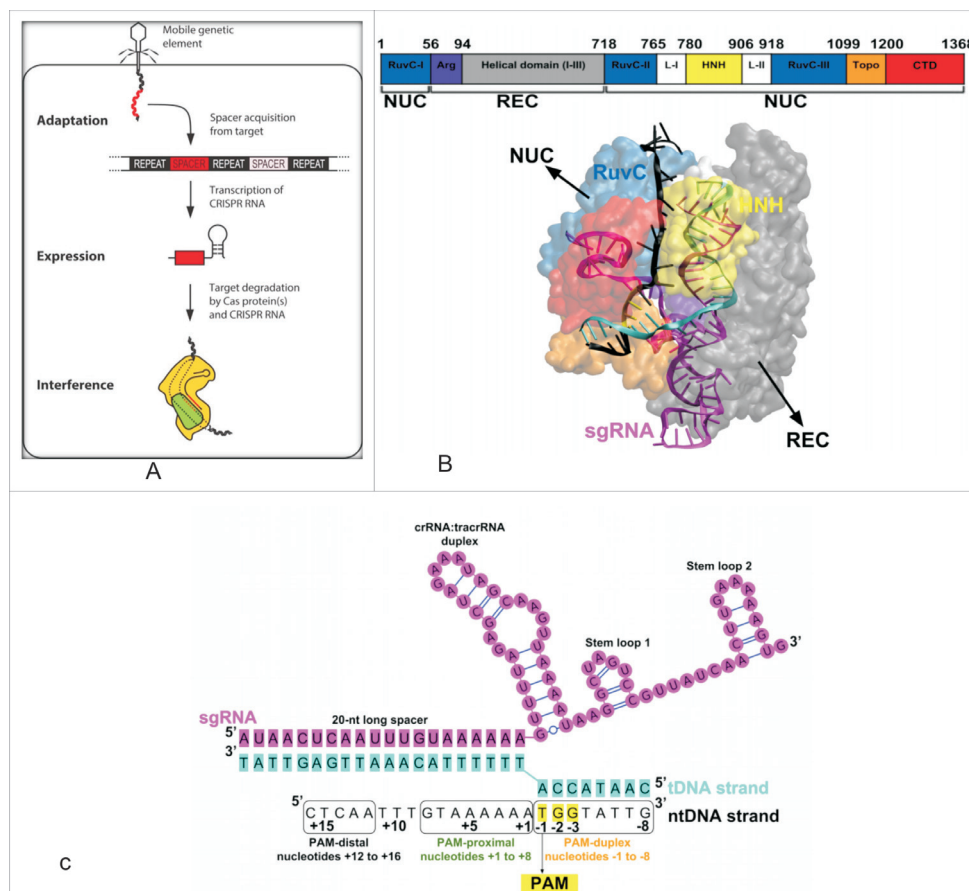 Mobile genetic
element
Adaptation
Spacer acquisition
from target
REPEAT SPACER REPEAT SPACER REPEAT
Transcription of
CRISPR RNA
Expression
Target degradation
by Cas protein(s)
and CRISPR RNA
Interference
A
1 56 94 718 765 780 906 918 1099 1200 1368
RuvC-I Arg Helical domain (I-III) RuvC-II L-I HNH L-II RuvC-III Topo CTD
NUC REC NUC
NUC
RuvC
HNH
sgRNA
REC
B
crRNA:tracrRNA
duplex
Stem loop 2
Stem loop 1
3'
sgRNA
20-nt long spacer
5' AUAACUCAAUUUGUAAAAAA
3' TATTGAGTTAAACATTTTTT
ACCATAAC 5' tDNA strand
5' CTCAATTTGTAAAAAATGGTATTG 3' ntDNA strand
+15 +10 +5 +1 -1 -2 -3 -8
PAM-distal
nucleotides +12 to +16
PAM-proximal
nucleotides +1 to +8
PAM-duplex
nucleotides -1 to -8
PAM
c